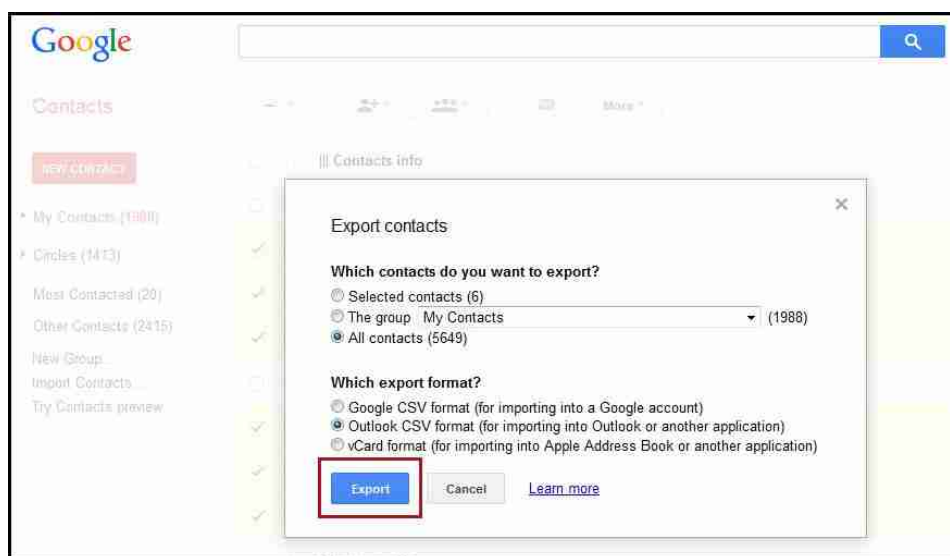 Google
Contacts
More
NEW CONTACT
Contacts info
My Contacts (1988)
Circles (1413)
Most Contacted (20)
Other Contacts (2415)
New Group...
Import Contacts...
Try Contacts preview
Export contacts
Which contacts do you want to export?
Selected contacts (6)
The group My Contacts (1988)
All contacts (5649)
Which export format?
Google CSV format (for importing into a Google account)
Outlook CSV format (for importing into Outlook or another application)
vCard format (for importing into Apple Address Book or another application)
Export Cancel Learn more